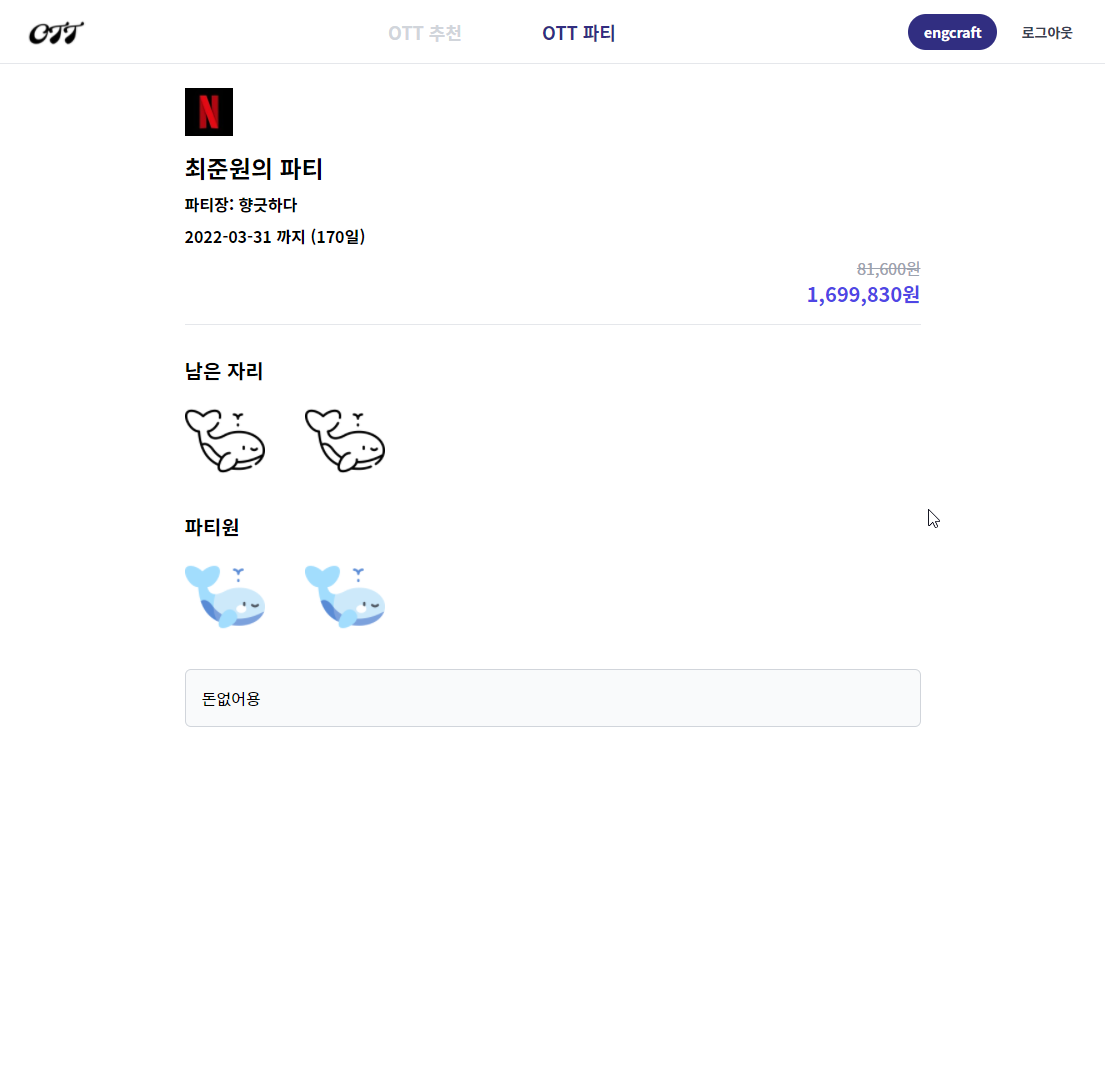 OTT
OTT 추천
OTT 파티
engcraft
로그아웃
N
최준원의 파티
파티장: 향긋하다
2022-03-31 까지 (170일)
81,600원
1,699,830원
남은 자리
파티원
돈없어용